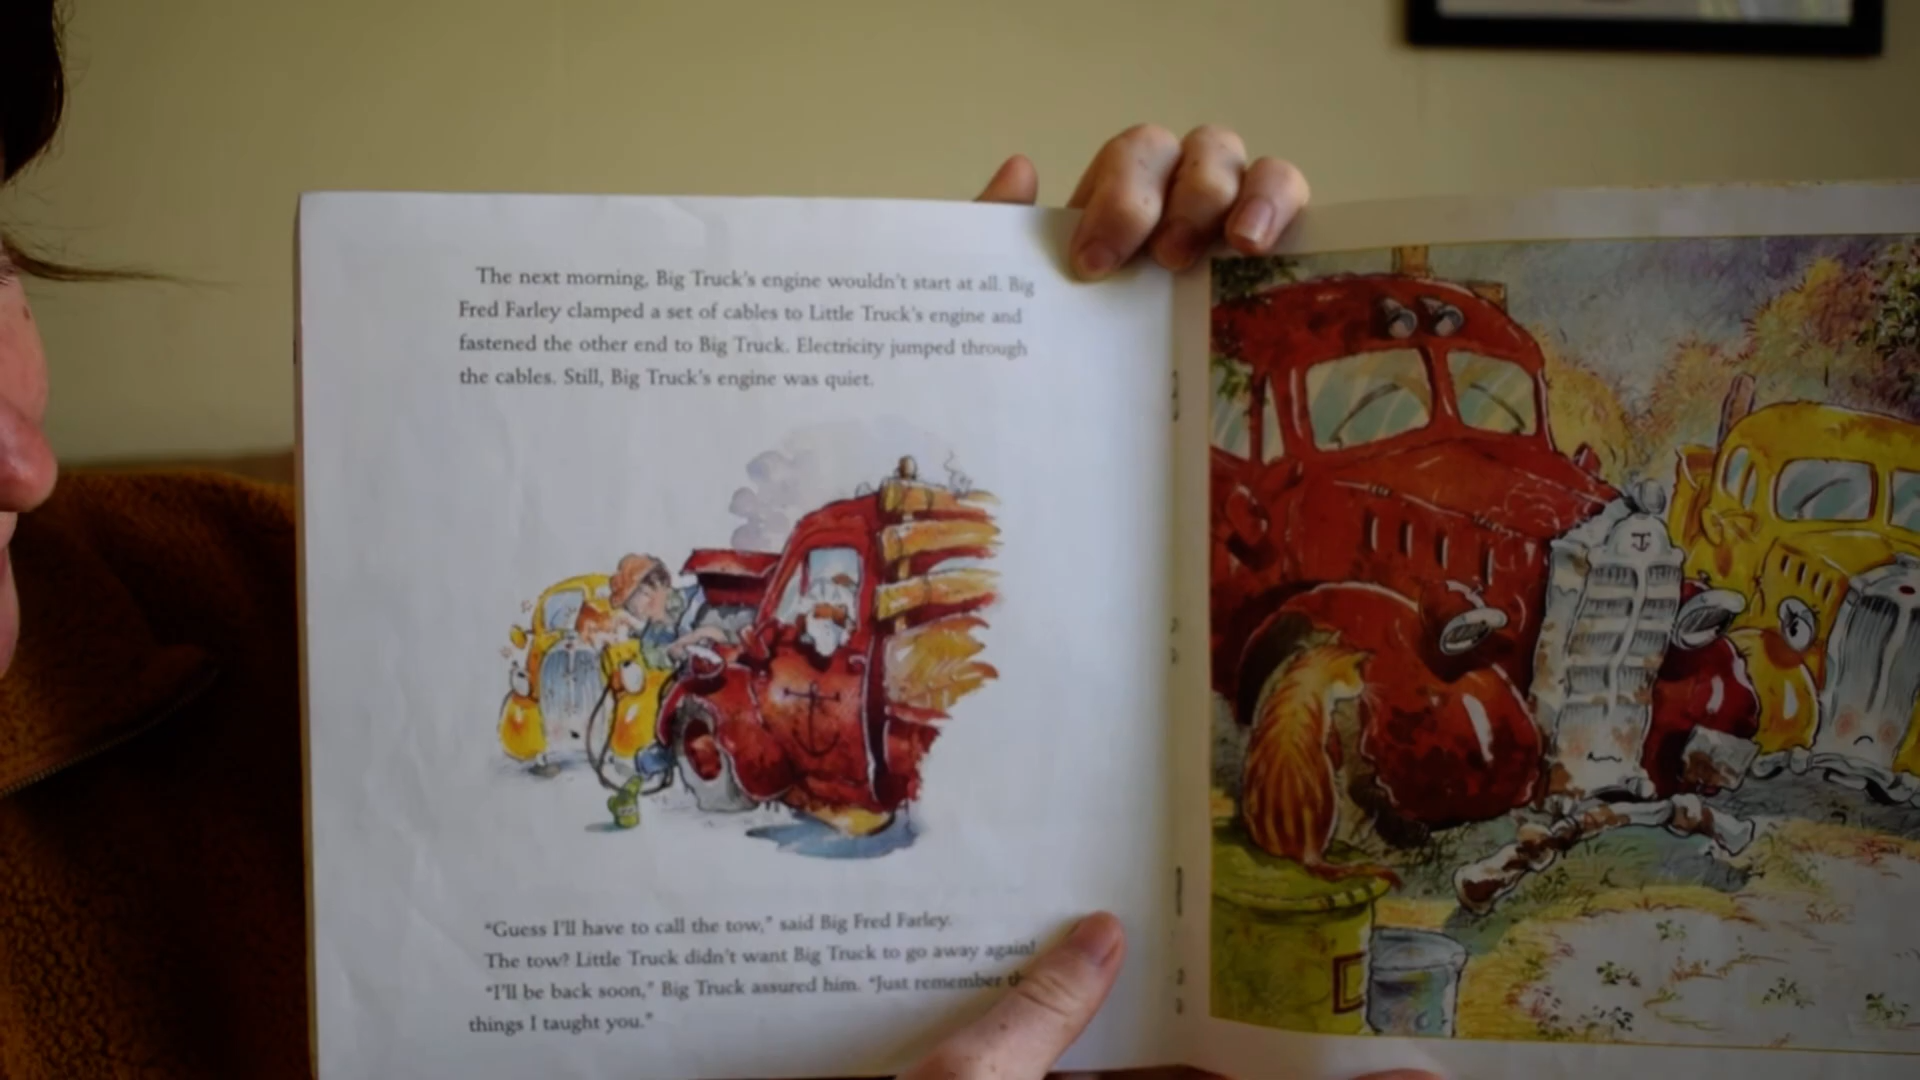 The next morning, Big Truck's engine wouldn't start at all. Big
Fred Farley clamped a set of cables to Little Truck's engine and
fastened the other end to Big Truck. Electricity jumped through
the cables. Still, Big Truck's engine was quiet.
"Guess I'll have to call the tow," said Big Fred Farley.
The tow? Little Truck didn't want Big Truck to go away again!
"I'll be back soon," Big Truck assured him. "Just remember
things I taught you."